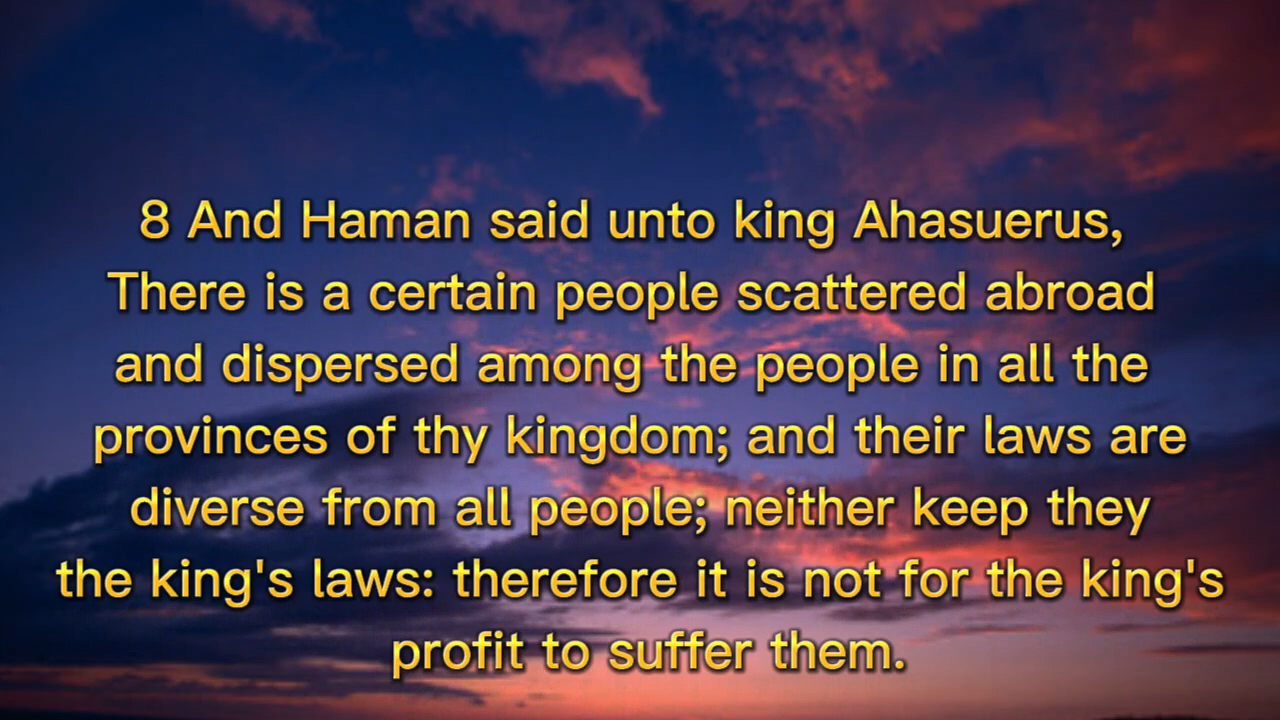 8 And Haman said unto king Ahasuerus,
There is a certain people scattered abroad
and dispersed among the people in all the
provinces of thy kingdom; and their laws are
diverse from all people; neither keep they
the king's laws: therefore it is not for the king's
profit to suffer them.